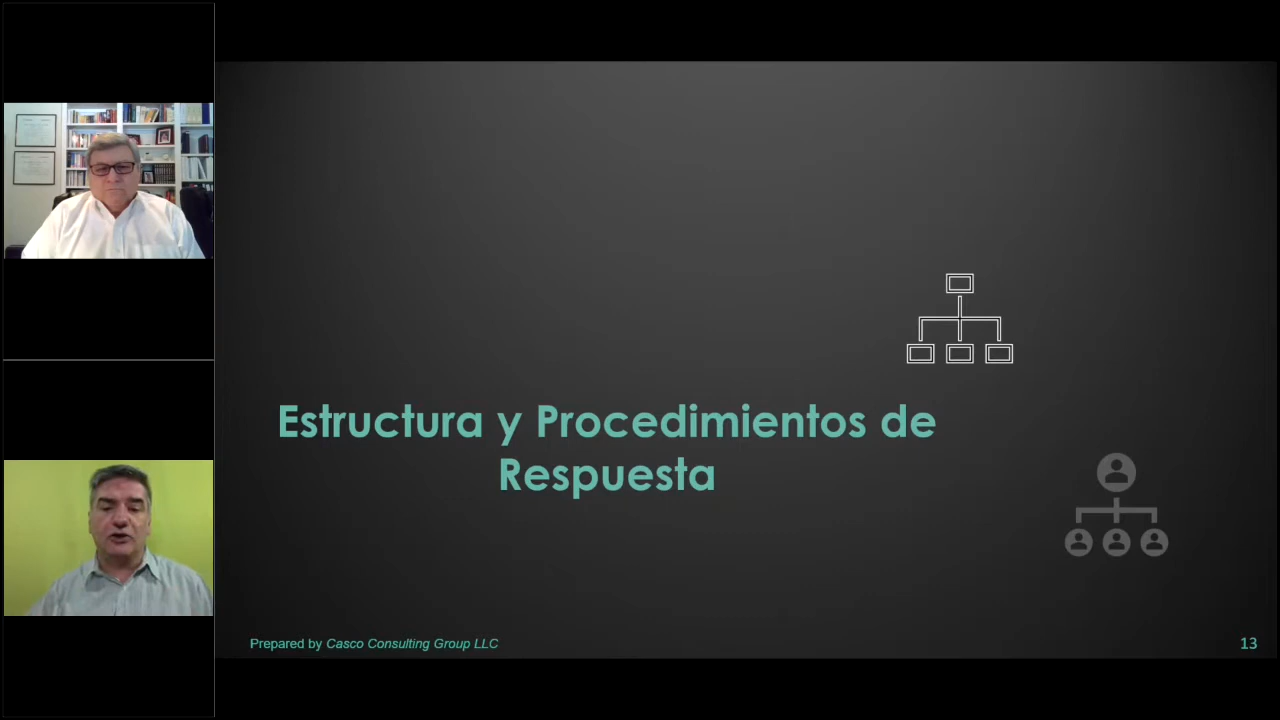 Estructura y Procedimientos de
Respuesta
Prepared by Casco Consulting Group LLC
13